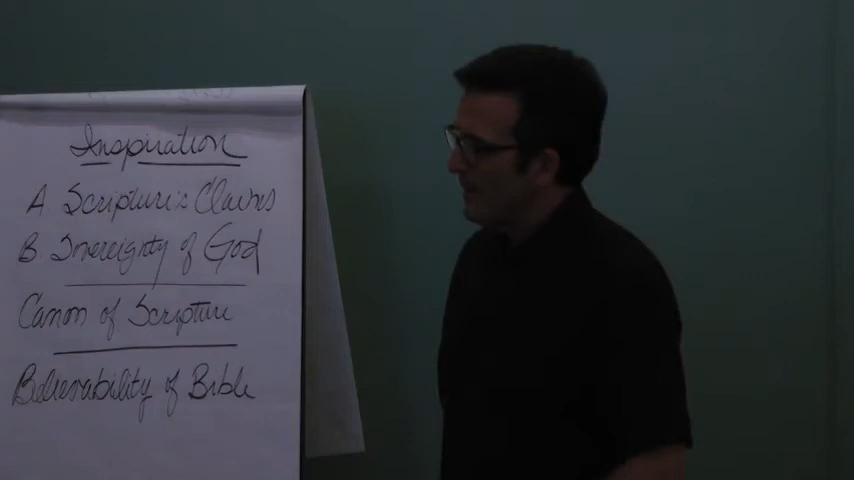 Inspiration
A Scripture's Claims
B. Sovereignty of God
Canon of Scripture
Believability of Bible